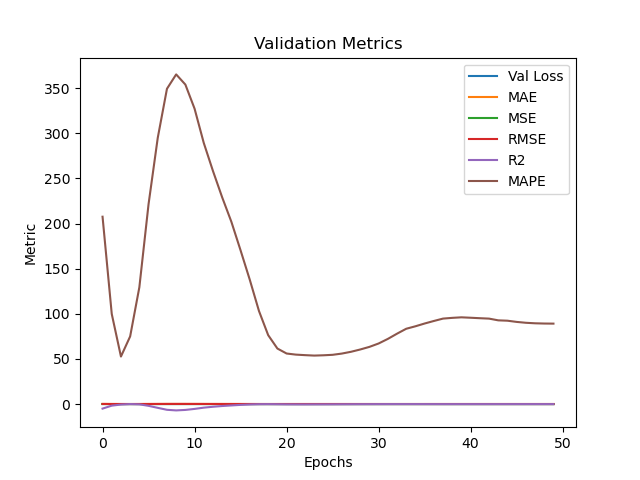 Validation Metrics
Val Loss
MAE
MSE
RMSE
R2
MAPE
Metric
350
300
250
200
150
100
50
0
0 10 20 30 40 50
Epochs